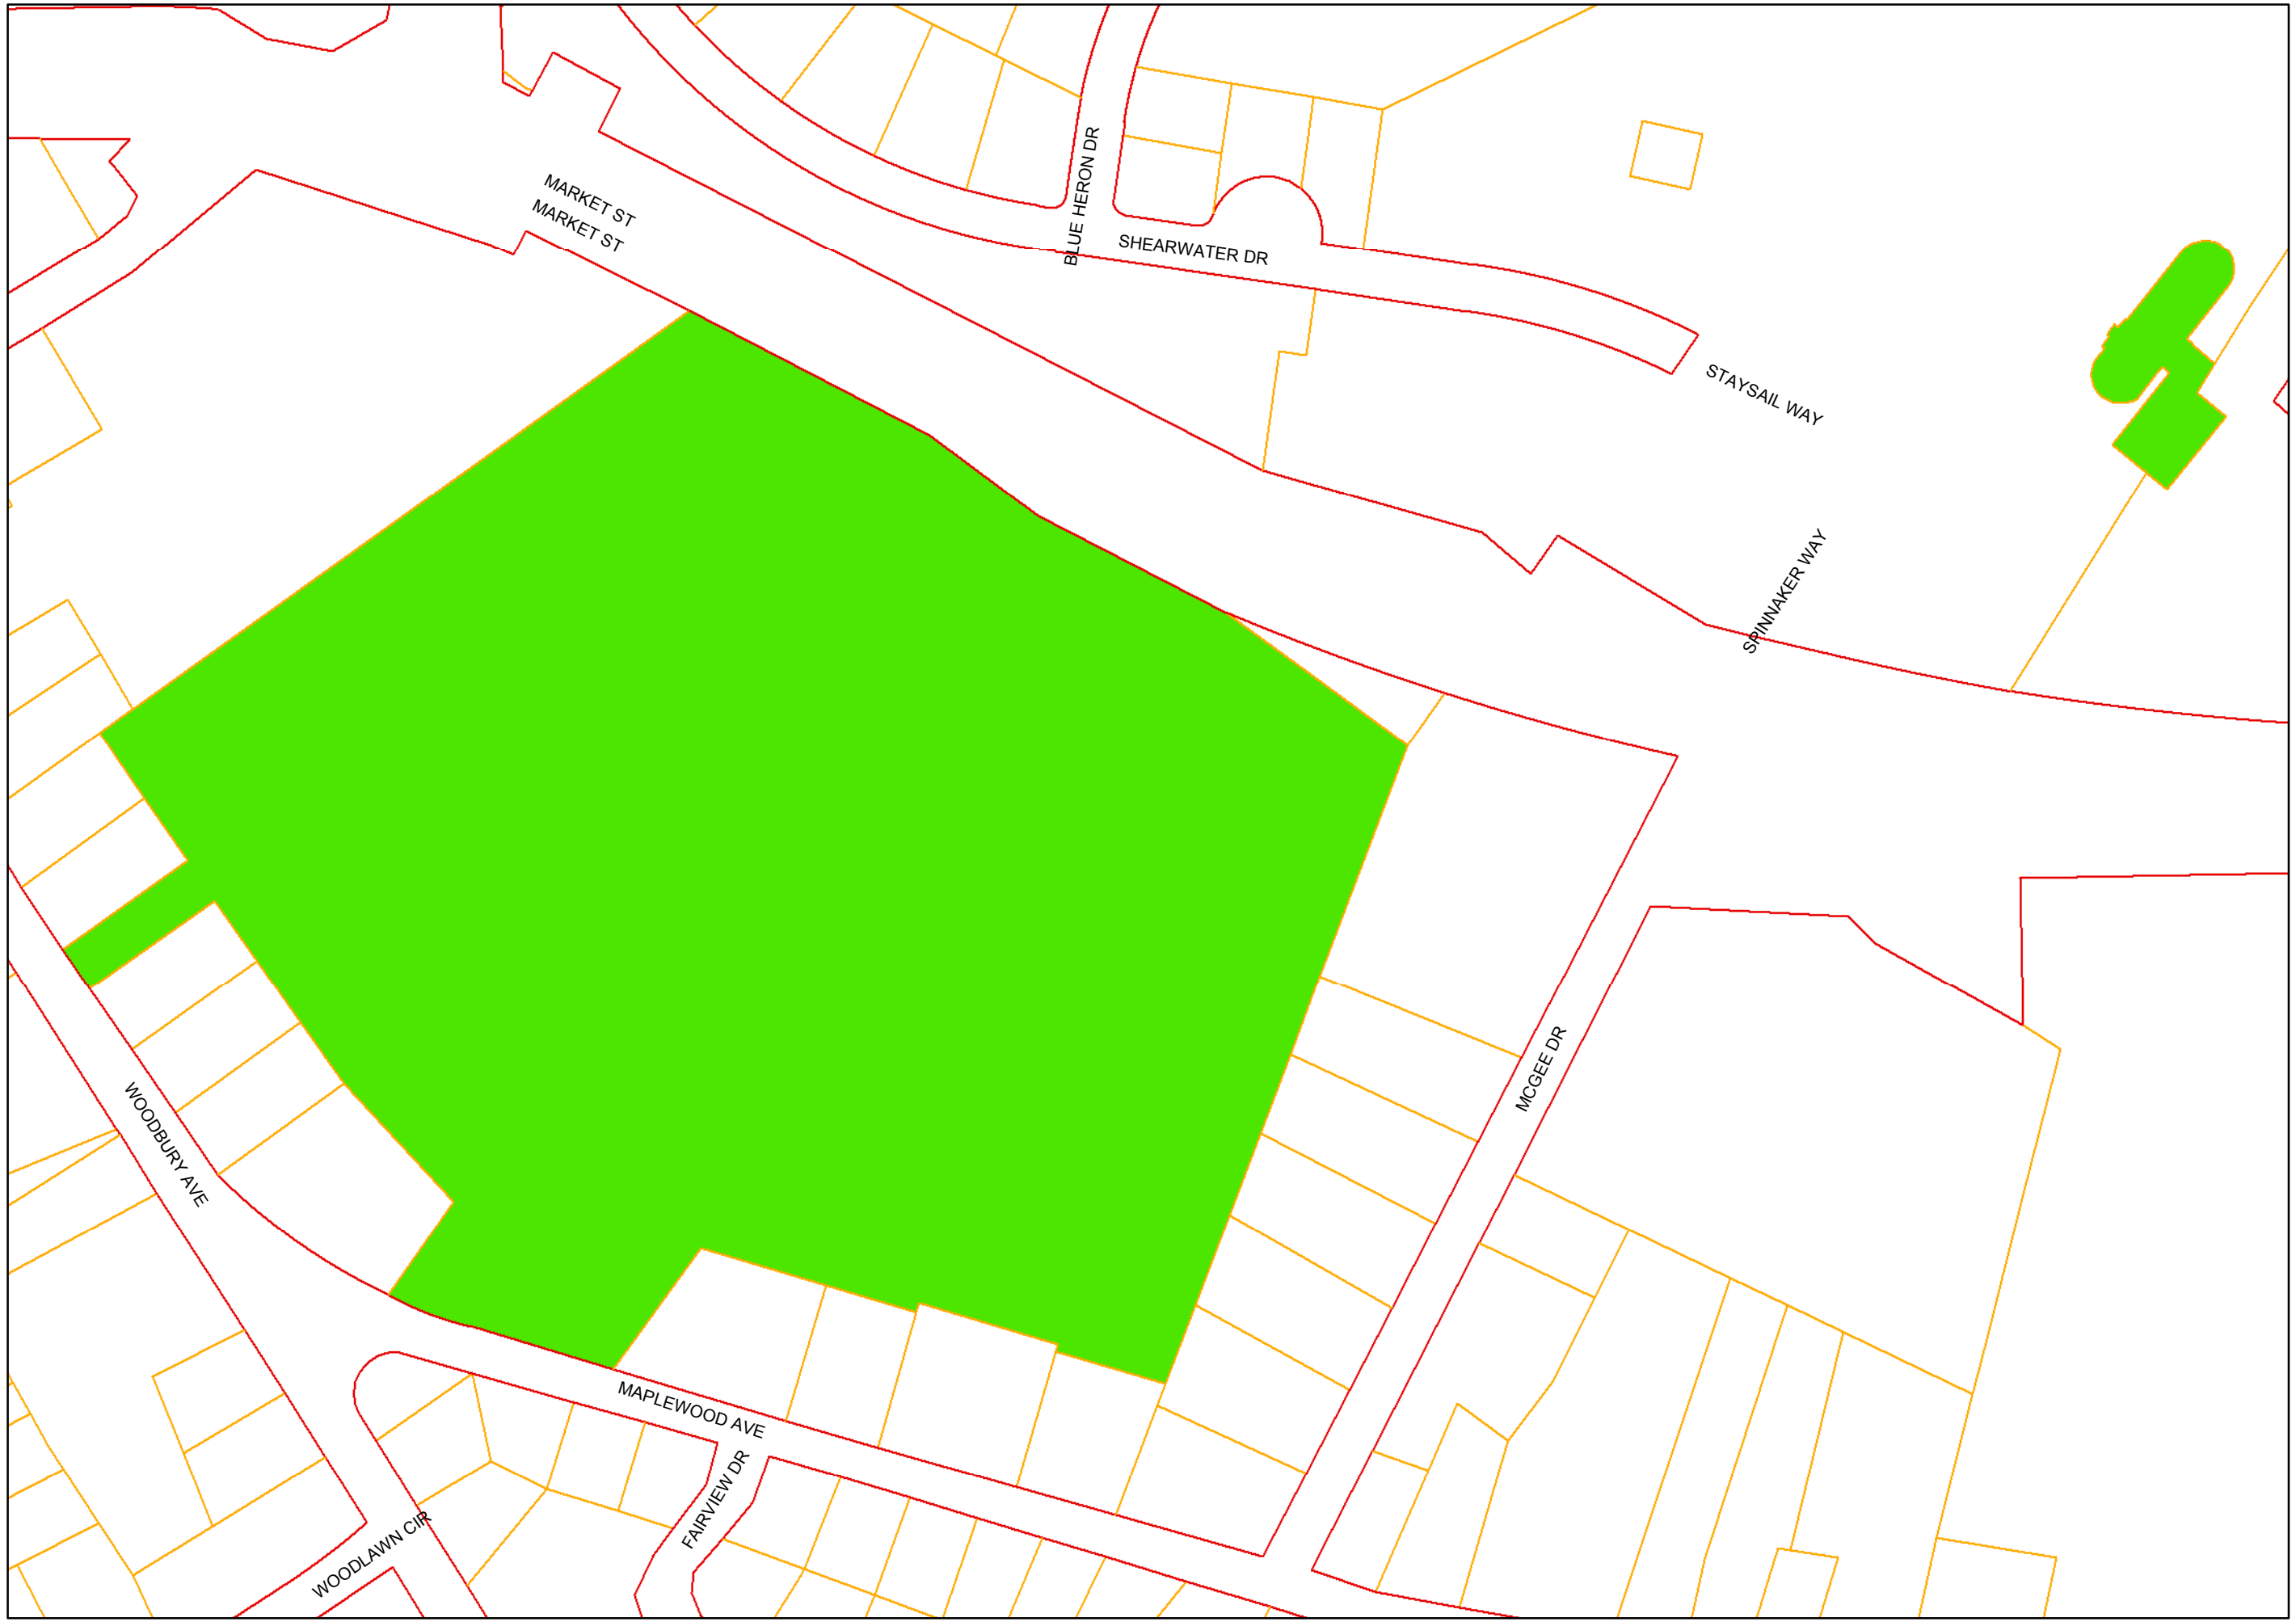 MARKET ST
MARKET ST
BLUE HERON DR
SHEARWATER DR
STAYSAIL WAY
SPINNAKER WAY
MCGEE DR
WOODBURY AVE
MAPLEWOOD AVE
FAIRVIEW DR
WOODLAWN CIR